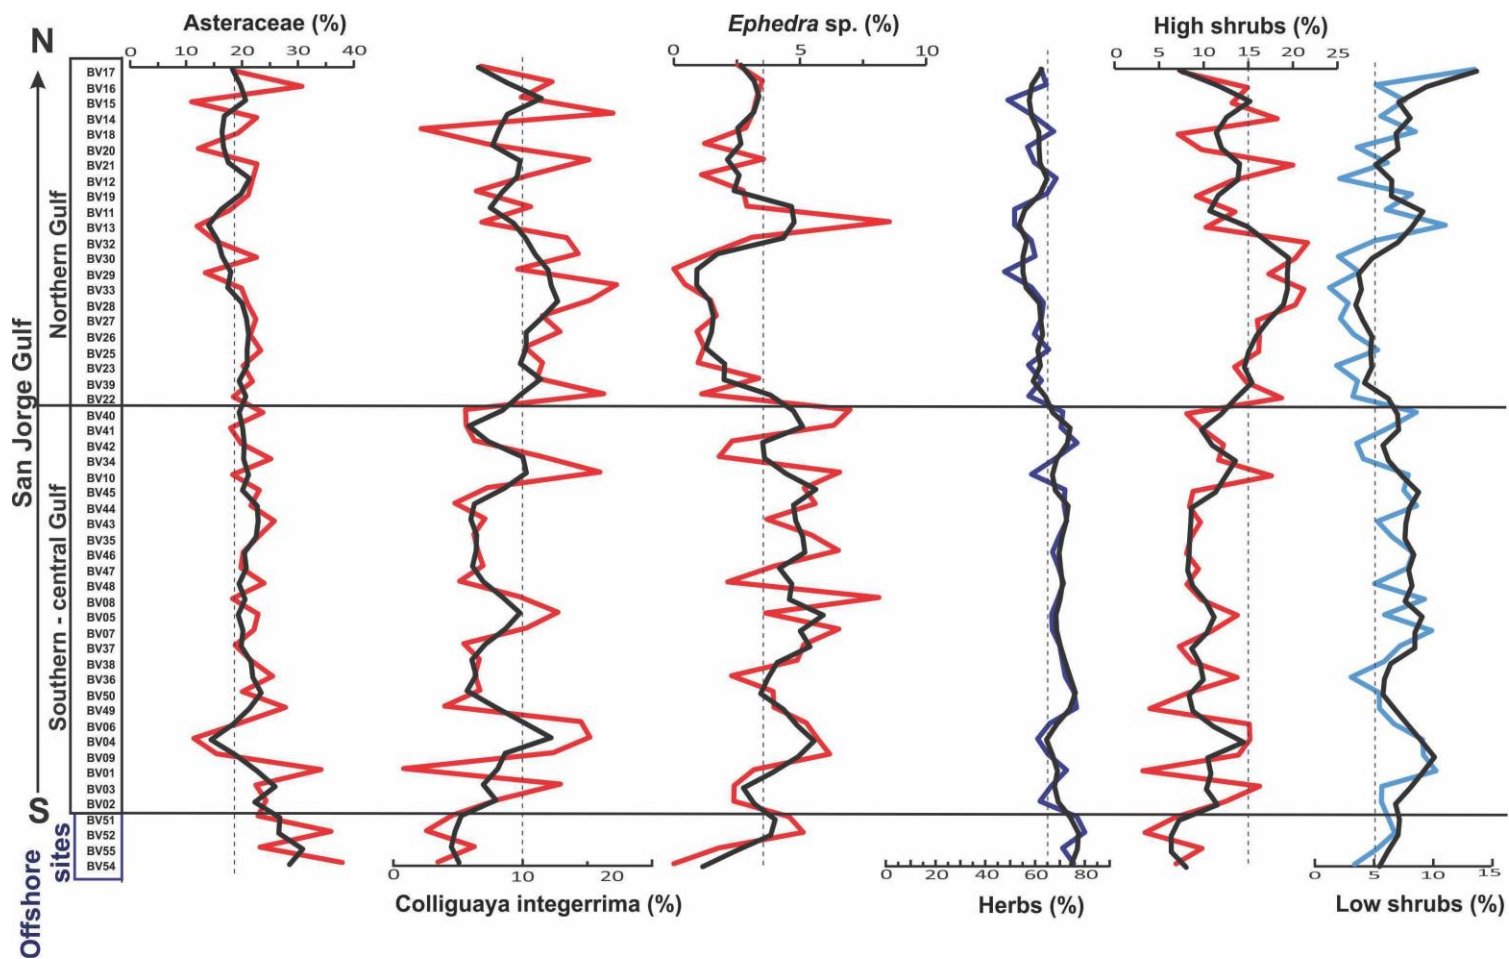 Asteraceae (%)
Ephedra sp. (%)
High shrubs (%)
N
0 10 20 30 40
0 5 10
0 5 10 15 20 25
BV17
BV16
BV15
BV14
BV18
BV20
BV21
BV12
BV19
BV11
BV13
BV32
BV30
BV29
BV33
BV28
BV27
BV26
BV25
BV23
BV39
BV22
BV40
BV41
BV42
BV34
BV10
BV45
BV44
BV43
BV35
BV46
BV47
BV48
BV08
BV05
BV07
BV37
BV38
BV36
BV50
BV49
BV06
BV04
BV09
BV01
BV03
BV02
BV51
BV52
BV55
BV54
San Jorge Gulf
Northern Gulf
Southern - central Gulf
S
Offshore
sites
0 10 20
0 20 40 60 80
0 5 10 15
Colliguaya integerrima (%)
Herbs (%)
Low shrubs (%)